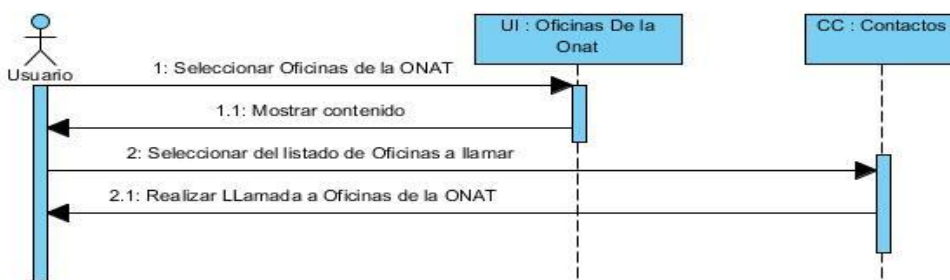 UI : Oficinas De la
Onat
CC : Contactos
Usuario
1: Seleccionar Oficinas de la ONAT
1.1: Mostrar contenido
2: Seleccionar del listado de Oficinas a llamar
2.1: Realizar LLamada a Oficinas de la ONAT